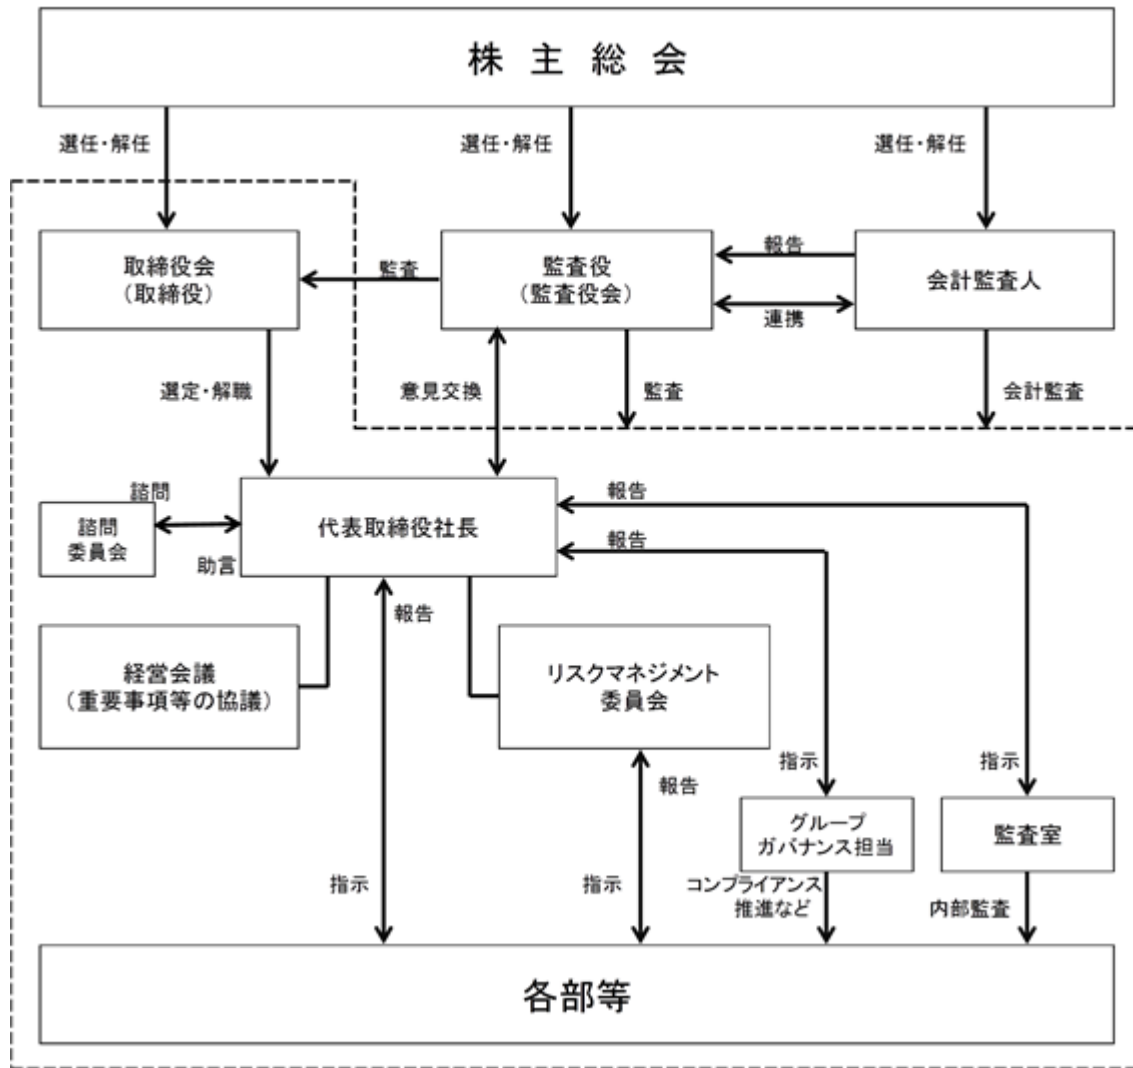 株主総会
選任・解任
選任・解任
選任・解任
取締役会
(取締役)
監査
監査役
(監査役会)
報告
連携
会計監査人
選定・解職
意見交換
監査
会計監査
諮問
諮問
委員会
助言
代表取締役社長
報告
報告
報告
経営会議
(重要事項等の協議)
リスクマネジメント
委員会
報告
指示
指示
グループ
ガバナンス担当
監査室
指示
指示
コンプライアンス
推進など
内部監査
各部等